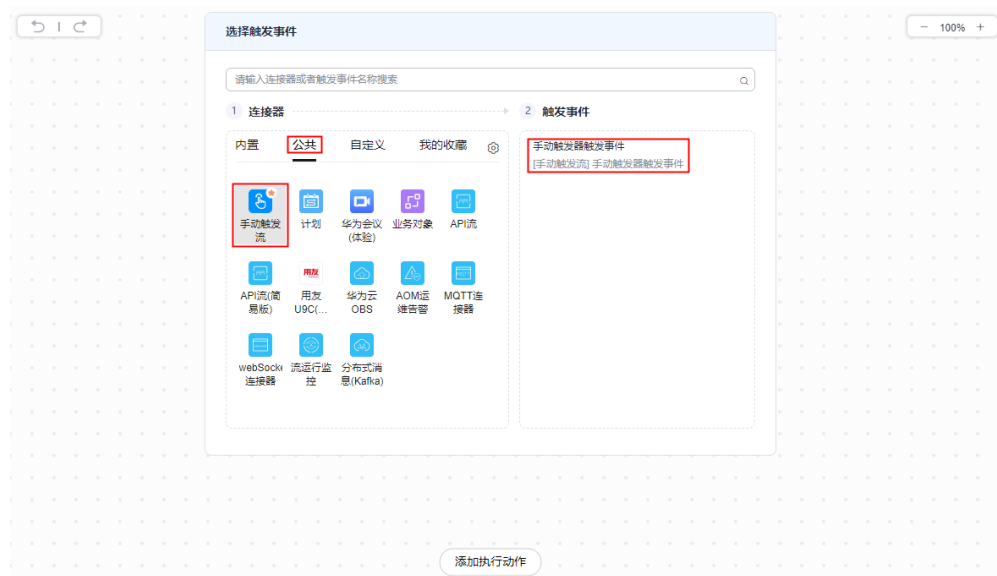 选择触发事件
100%
请输入连接器或者触发事件名称搜索
1 连接器
2 触发事件
内置 公共 自定义 我的收藏
手动触发器触发事件
[手动触发流] 手动触发器触发事件
手动触发 计划 华为会议 业务对象 API流
流 (体验)
API流(简 用友 华为云 AOM运 MQTT连
易版) U9C(... OBS 维告警 接器
webSocke 流运行监 分布式消
连接器 控 息(Kafka)
添加执行动作